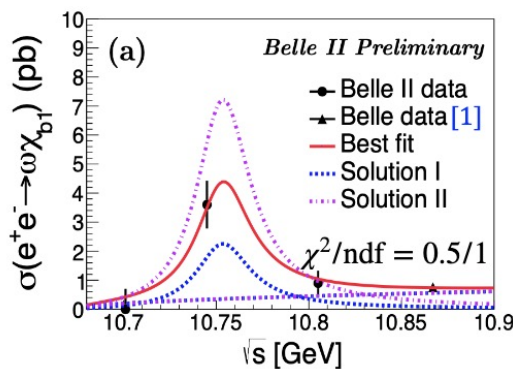 (a)
Belle II Preliminary
Belle II data
Belle data[1]
Best fit
Solution I
Solution II
χ²/ndf = 0.5/1
σ(e⁺e⁻→ωχ_b1) (pb)
10
9
8
7
6
5
4
3
2
1
0
10.7 10.75 10.8 10.85 10.9
√s [GeV]